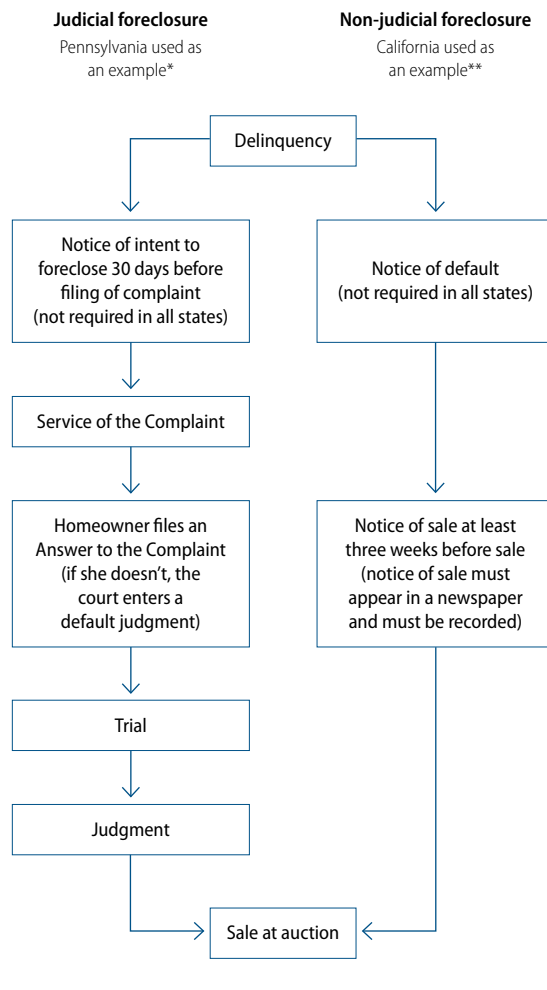 Judicial foreclosure
Pennsylvania used as
an example*
Non-judicial foreclosure
California used as
an example**
Delinquency
Notice of intent to
foreclose 30 days before
filing of complaint
(not required in all states)
Notice of default
(not required in all states)
Service of the Complaint
Homeowner files an
Answer to the Complaint
(if she doesn’t, the
court enters a
default judgment)
Notice of sale at least
three weeks before sale
(notice of sale must
appear in a newspaper
and must be recorded)
Trial
Judgment
Sale at auction